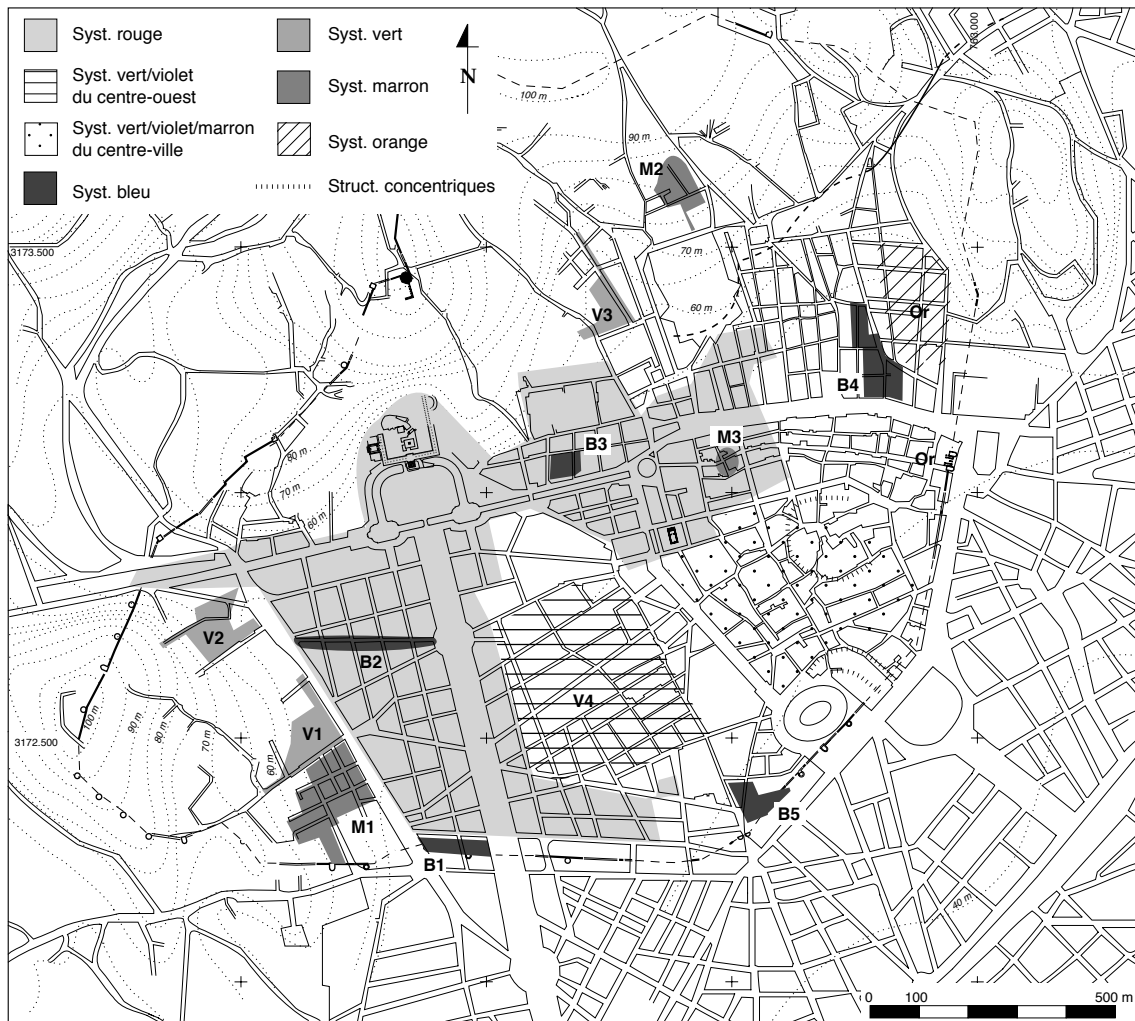 Syst. rouge
Syst. vert/violet
du centre-ouest
Syst. vert/violet/marron
du centre-ville
Syst. bleu
Syst. vert
Syst. marron
Syst. orange
Struct. concentriques
N
763.000
100 m
90 m
M2
3173.500
70 m
60 m
V3
Or
B4
B3
M3
Or
80 m
70 m
60 m
V2
B2
V4
100 m
90 m
80 m
70 m
60 m
3172.500
V1
M1
B1
B5
40 m
0 100 500 m